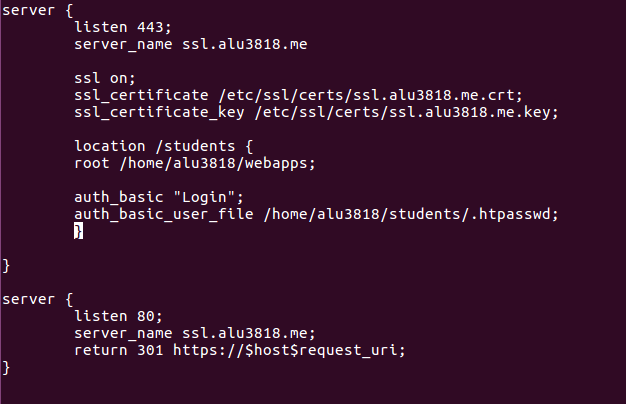 server {
listen 443;
server_name ssl.alu3818.me
ssl on;
ssl_certificate /etc/ssl/certs/ssl.alu3818.me.crt;
ssl_certificate_key /etc/ssl/certs/ssl.alu3818.me.key;
location /students {
root /home/alu3818/webapps;
auth_basic "Login";
auth_basic_user_file /home/alu3818/students/.htpasswd;
}
}
server {
listen 80;
server_name ssl.alu3818.me;
return 301 https://$host$request_uri;
}